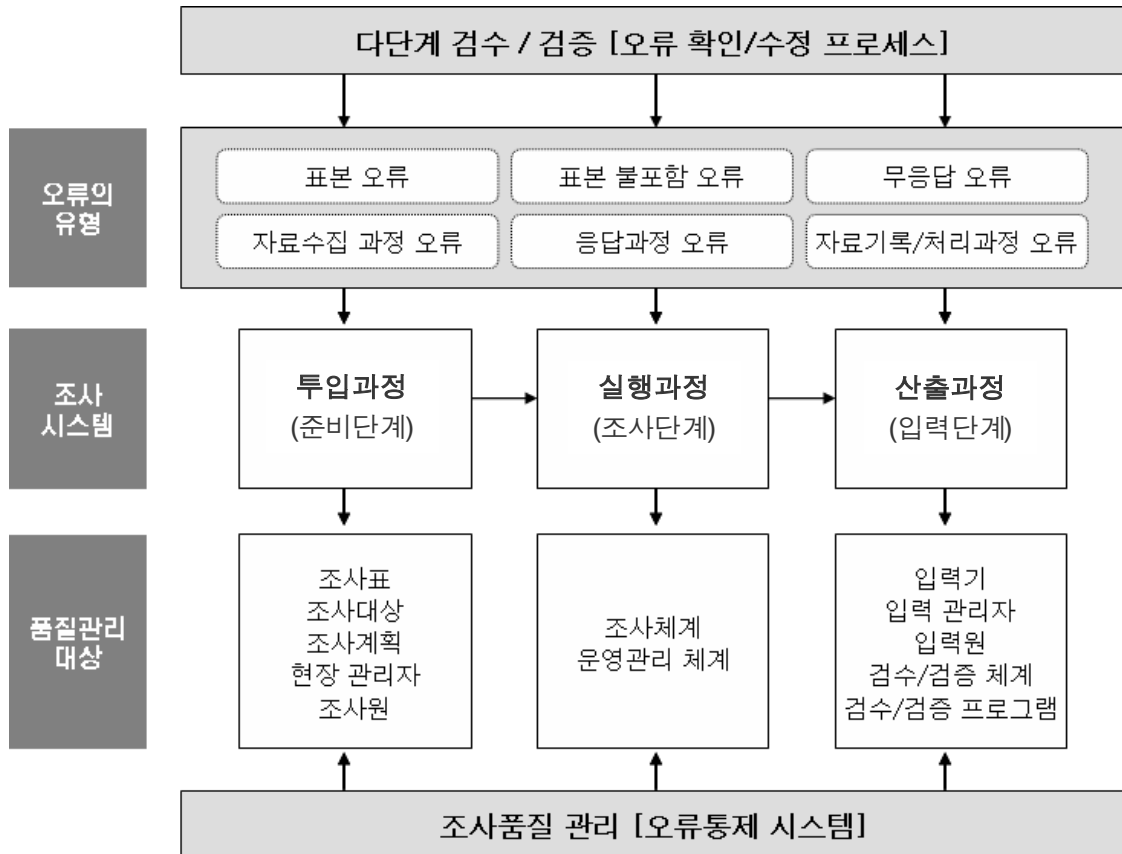 다단계 검수 / 검증 [오류 확인/수정 프로세스]
오류의
유형
표본 오류
표본 불포함 오류
무응답 오류
자료수집 과정 오류
응답과정 오류
자료기록/처리과정 오류
조사
시스템
투입과정
(준비단계)
실행과정
(조사단계)
산출과정
(입력단계)
품질관리
대상
조사표
조사대상
조사계획
현장 관리자
조사원
조사체계
운영관리 체계
입력기
입력 관리자
입력원
검수/검증 체계
검수/검증 프로그램
조사품질 관리 [오류통제 시스템]